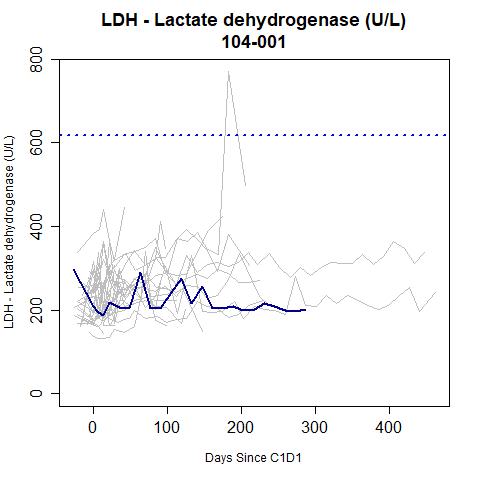 LDH - Lactate dehydrogenase (U/L)
104-001
LDH - Lactate dehydrogenase (U/L)
800
600
400
200
0
0 100 200 300 400
Days Since C1D1